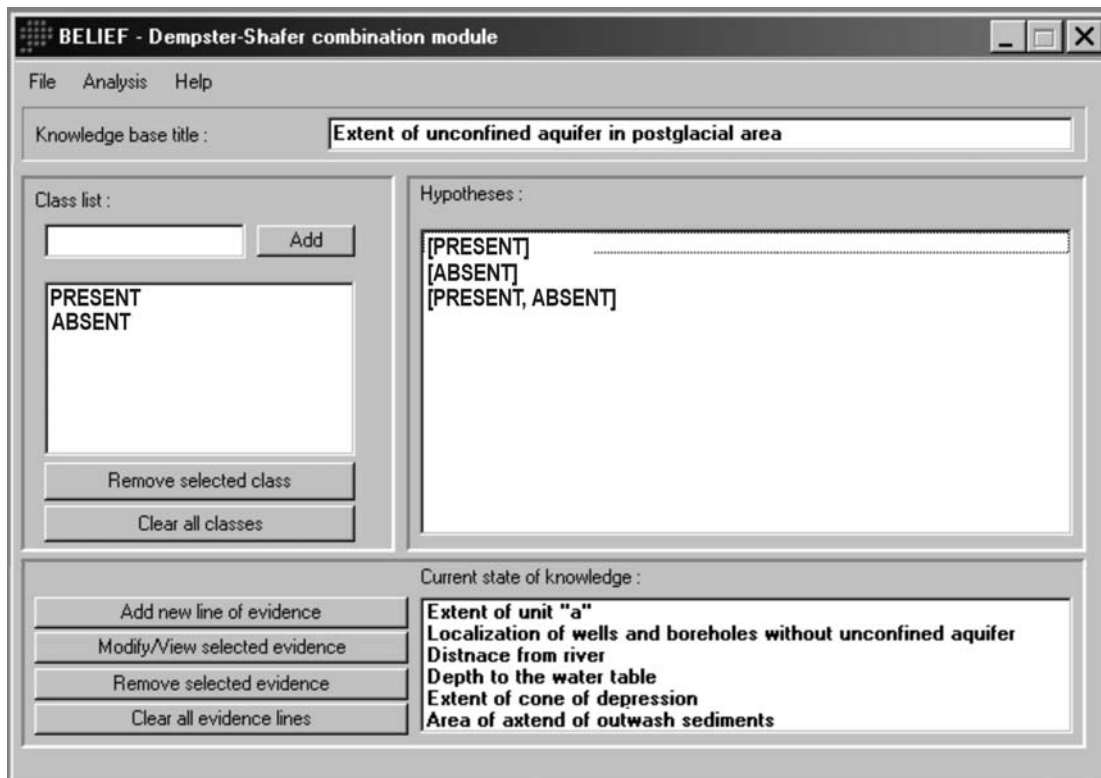 BELIEF - Dempster-Shafer combination module
File Analysis Help
Knowledge base title : Extent of unconfined aquifer in postglacial area
Class list :
Add
PRESENT
ABSENT
Remove selected class
Clear all classes
Hypotheses :
[PRESENT]
[ABSENT]
[PRESENT, ABSENT]
Add new line of evidence
Modify/View selected evidence
Remove selected evidence
Clear all evidence lines
Current state of knowledge :
Extent of unit "a"
Localization of wells and boreholes without unconfined aquifer
Distnace from river
Depth to the water table
Extent of cone of depression
Area of axtend of outwash sediments